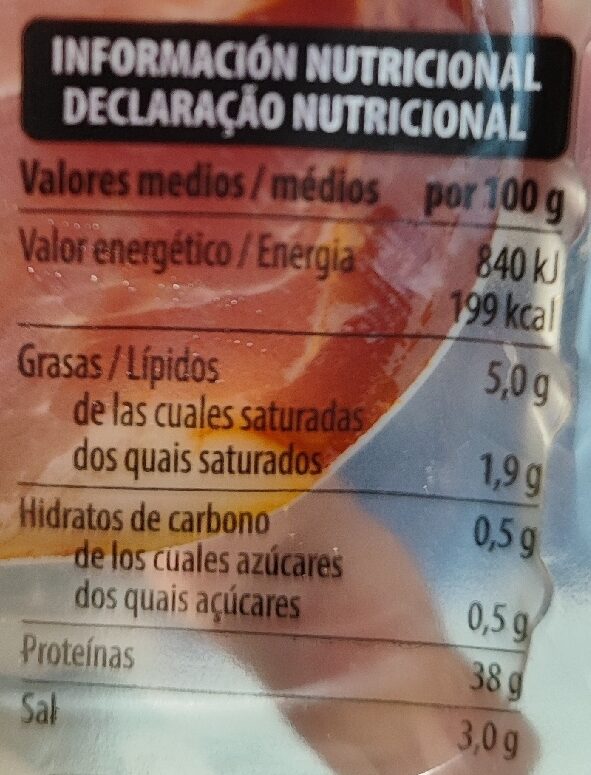 INFORMACIÓN NUTRICIONAL
DECLARAÇÃO NUTRICIONAL
Valores medios / médios por 100 g
Valor energético / Energia 840 kJ
199 kcal
Grasas / Lípidos 5,0 g
de las cuales saturadas
dos quais saturados 1,9 g
Hidratos de carbono 0,5 g
de los cuales azúcares
dos quais açúcares 0,5 g
Proteínas 38 g
Sal 3,0 g